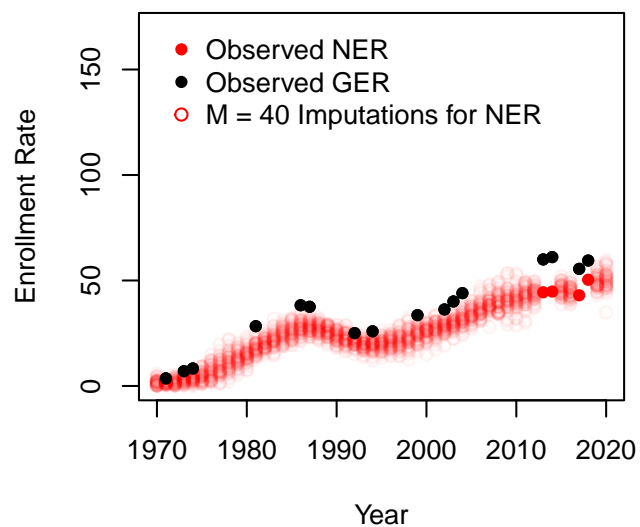 Observed NER
Observed GER
M = 40 Imputations for NER
150
100
50
0
Enrollment Rate
1970 1980 1990 2000 2010 2020
Year